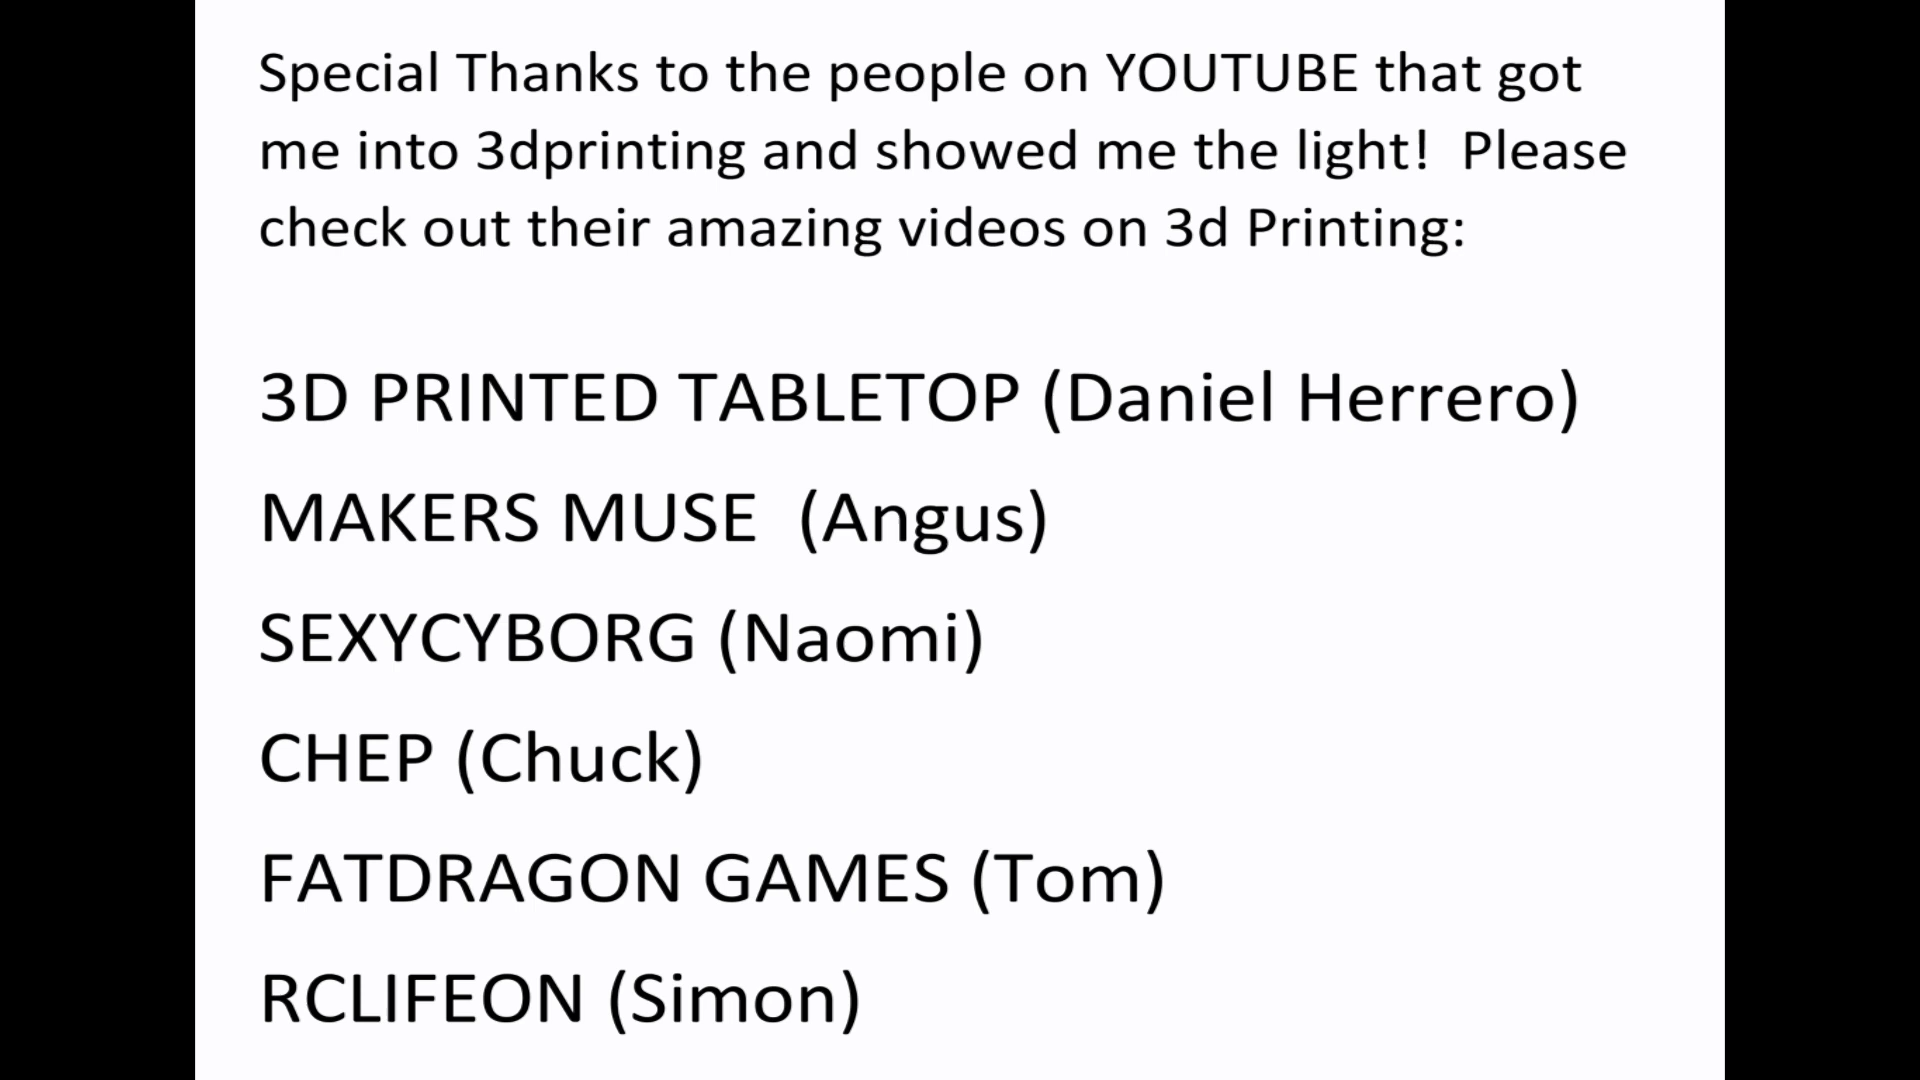 Special Thanks to the people on YOUTUBE that got
me into 3dprinting and showed me the light!  Please
check out their amazing videos on 3d Printing:
3D PRINTED TABLETOP (Daniel Herrero)
MAKERS MUSE  (Angus)
SEXYCYBORG (Naomi)
CHEP (Chuck)
FATDRAGON GAMES (Tom)
RCLIFEON (Simon)